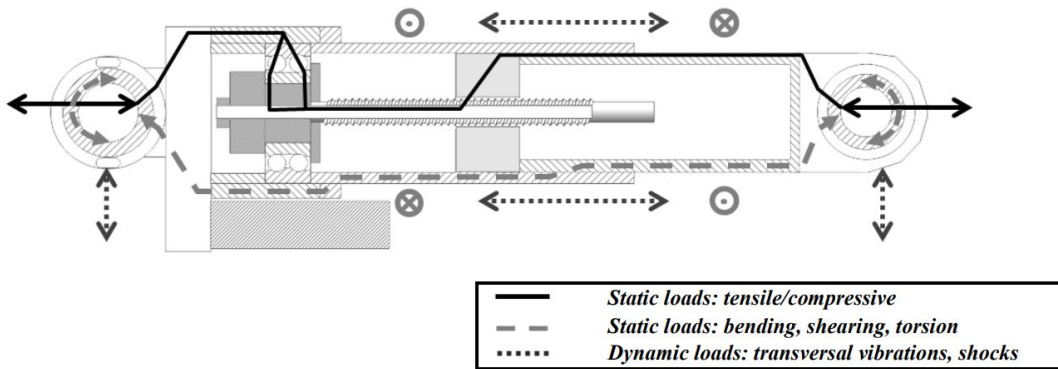 Static loads: tensile/compressive
Static loads: bending, shearing, torsion
Dynamic loads: transversal vibrations, shocks